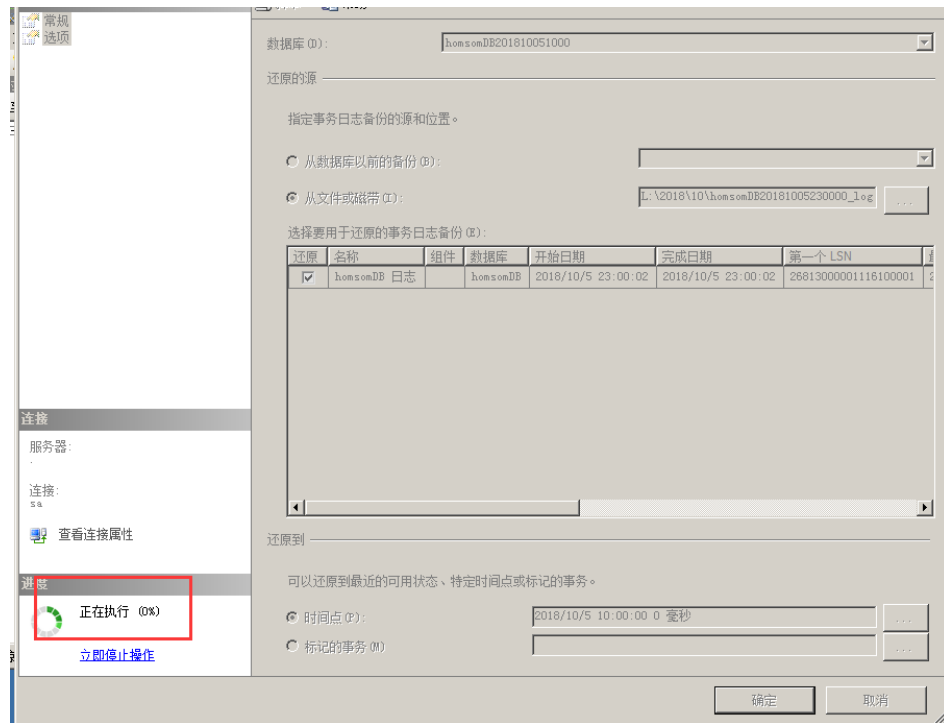 常规
选项
数据库(D):
homsomDB201810051000
还原的源
指定事务日志备份的源和位置。
从数据库以前的备份(B):
从文件或磁带(I):
L:\2018\10\homsomDB20181005230000_log
...
选择要用于还原的事务日志备份(E):
还原 名称 组件 数据库 开始日期 完成日期 第一个 LSN
homsomDB 日志 homsomDB 2018/10/5 23:00:02 2018/10/5 23:00:02 26813000001116100001
连接
服务器:
.
连接:
sa
查看连接属性
还原到
可以还原到最近的可用状态、特定时间点或标记的事务。
进度
正在执行 (0%)
立即停止操作
时间点(P):
2018/10/5 10:00:00 0 毫秒
...
标记的事务(M)
...
确定
取消